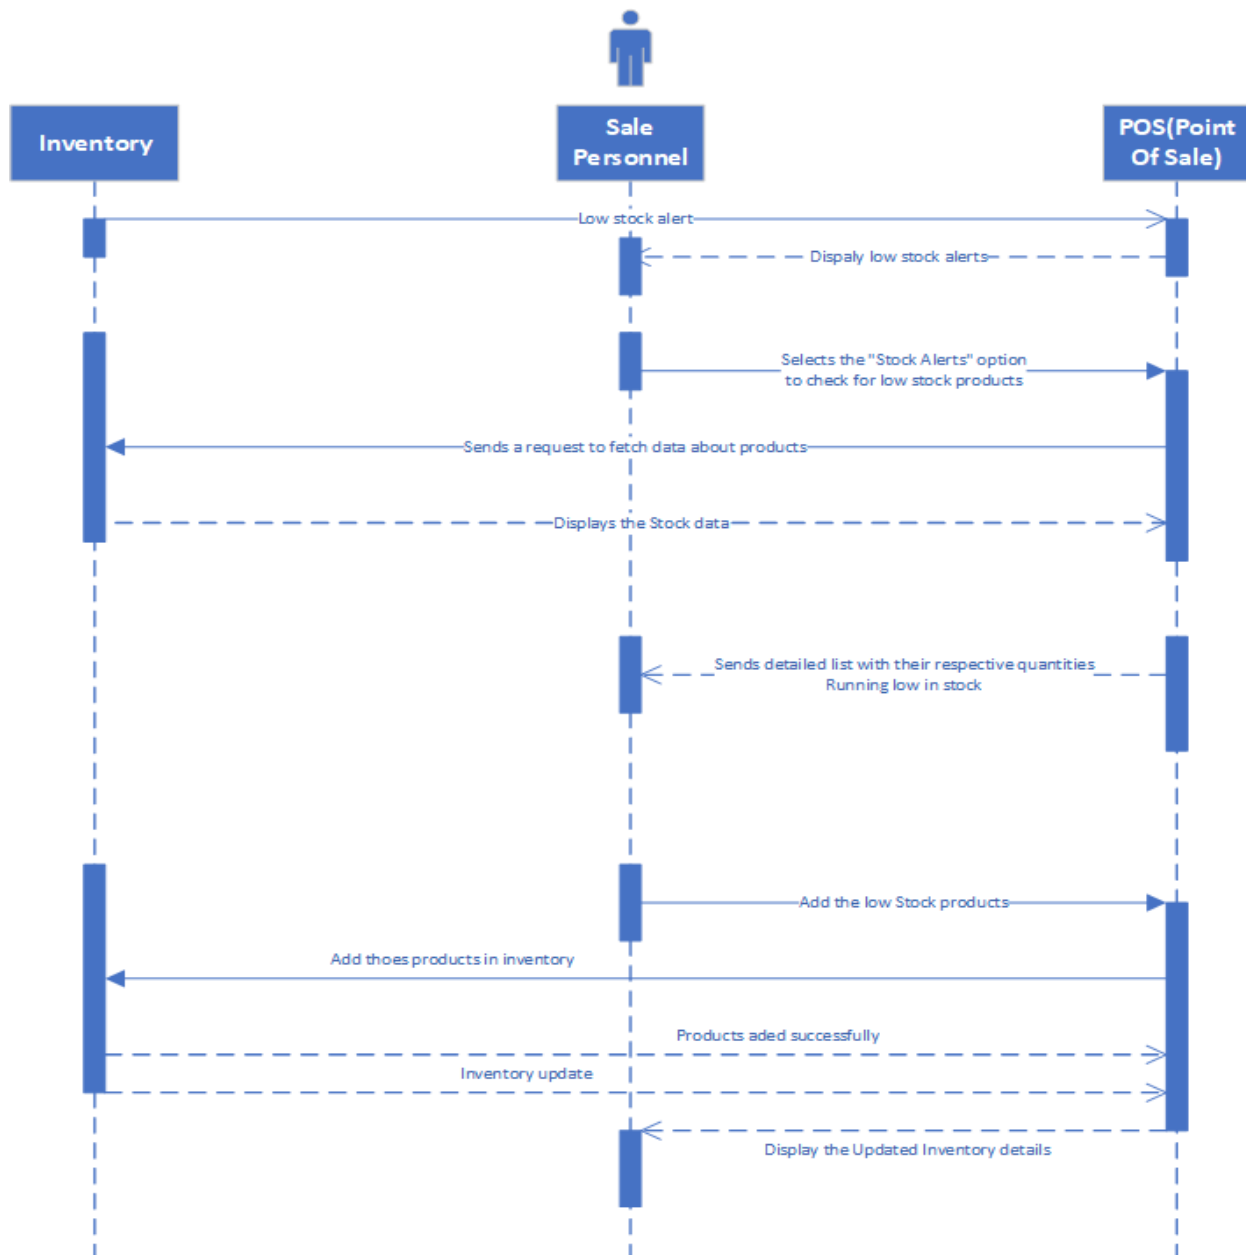 Inventory
Sale
Personnel
POS(Point
Of Sale)
Low stock alert
Dispaly low stock alerts
Selects the "Stock Alerts" option
to check for low stock products
Sends a request to fetch data about products
Displays the Stock data
Sends detailed list with their respective quantities
Running low in stock
Add the low Stock products
Add thoes products in inventory
Products aded successfully
Inventory update
Display the Updated Inventory details